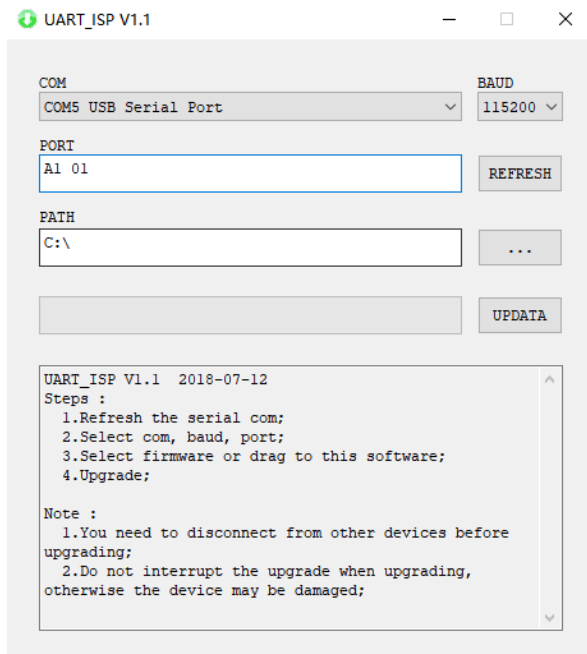 UART_ISP V1.1
COM
BAUD
COM5 USB Serial Port
115200
PORT
A1 01
REFRESH
PATH
C:\
...
UPDATA
UART_ISP V1.1  2018-07-12
Steps :
  1.Refresh the serial com;
  2.Select com, baud, port;
  3.Select firmware or drag to this software;
  4.Upgrade;
Note :
  1.You need to disconnect from other devices before
upgrading;
  2.Do not interrupt the upgrade when upgrading,
otherwise the device may be damaged;